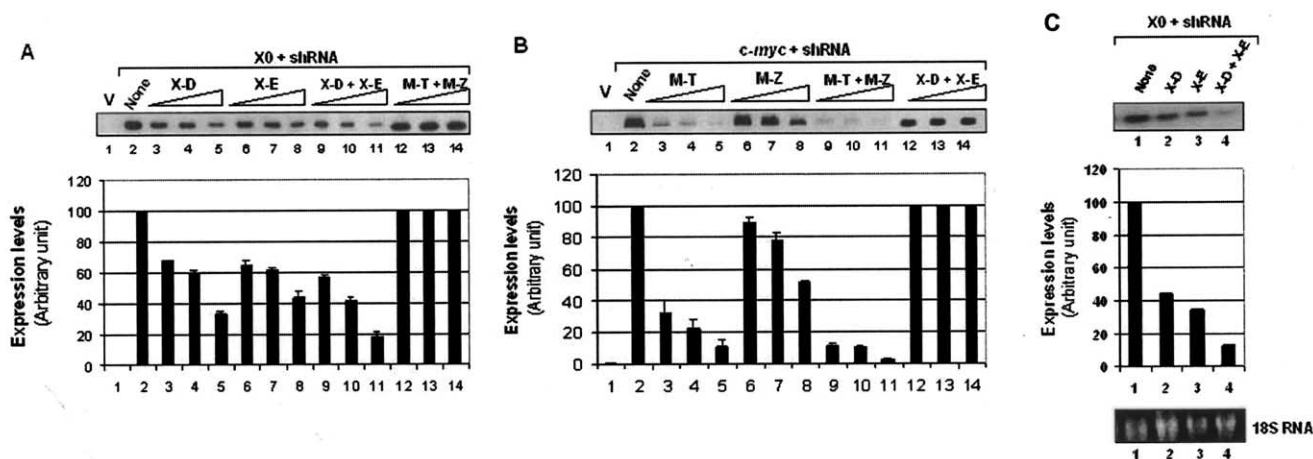 A
X0 + shRNA
V None X-D X-E X-D + X-E M-T + M-Z
1 2 3 4 5 6 7 8 9 10 11 12 13 14
Expression levels
(Arbitrary unit)
120
100
80
60
40
20
0
1 2 3 4 5 6 7 8 9 10 11 12 13 14
B
c-myc + shRNA
V None M-T M-Z M-T + M-Z X-D + X-E
1 2 3 4 5 6 7 8 9 10 11 12 13 14
Expression levels
(Arbitrary unit)
120
100
80
60
40
20
0
1 2 3 4 5 6 7 8 9 10 11 12 13 14
C
X0 + shRNA
None X-D X-E X-D + X-E
1 2 3 4
Expression levels
(Arbitrary unit)
120
100
80
60
40
20
0
1 2 3 4
18S RNA
1 2 3 4